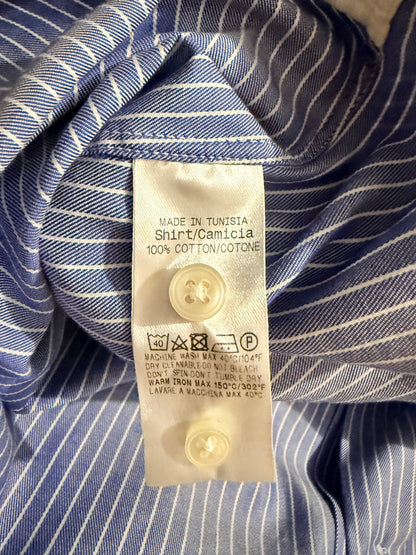 MADE IN TUNISIA
Shirt/Camicia
100% COTTON/COTONE
40 P
MACHINE WASH MAX 40°C/104°F
DRY CLEANABLE-DO NOT BLEACH
DON'T SPIN-DON'T TUMBLE DRY
WARM IRON MAX 150°C/302°F
LAVARE A MACCHINA MAX 40°C